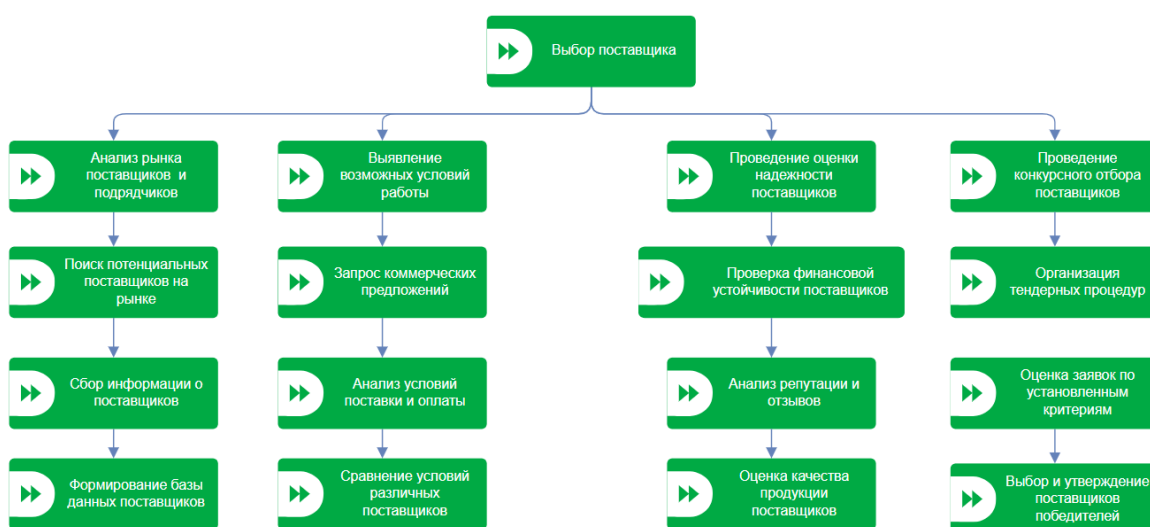 Выбор поставщика
Анализ рынка
поставщиков и
подрядчиков
Выявление
возможных условий
работы
Проведение оценки
надежности
поставщиков
Проведение
конкурсного отбора
поставщиков
Поиск потенциальных
поставщиков на
рынке
Запрос коммерческих
предложений
Проверка финансовой
устойчивости поставщиков
Организация
тендерных процедур
Сбор информации о
поставщиков
Анализ условий
поставки и оплаты
Анализ репутации и
отзывов
Оценка заявок по
установленным
критериям
Формирование базы
данных поставщиков
Сравнение условий
различных
поставщиков
Оценка качества
продукции
поставщиков
Выбор и утверждение
поставщиков
победителей